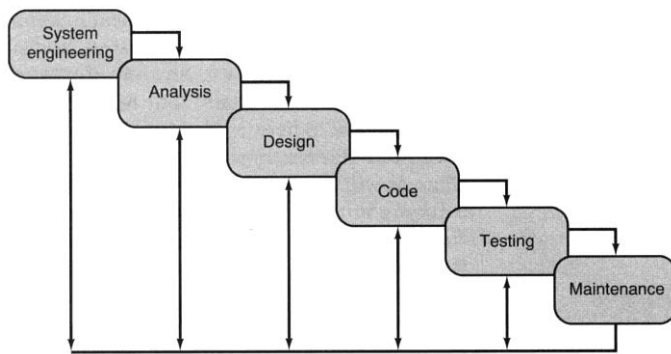 System
engineering
Analysis
Design
Code
Testing
Maintenance